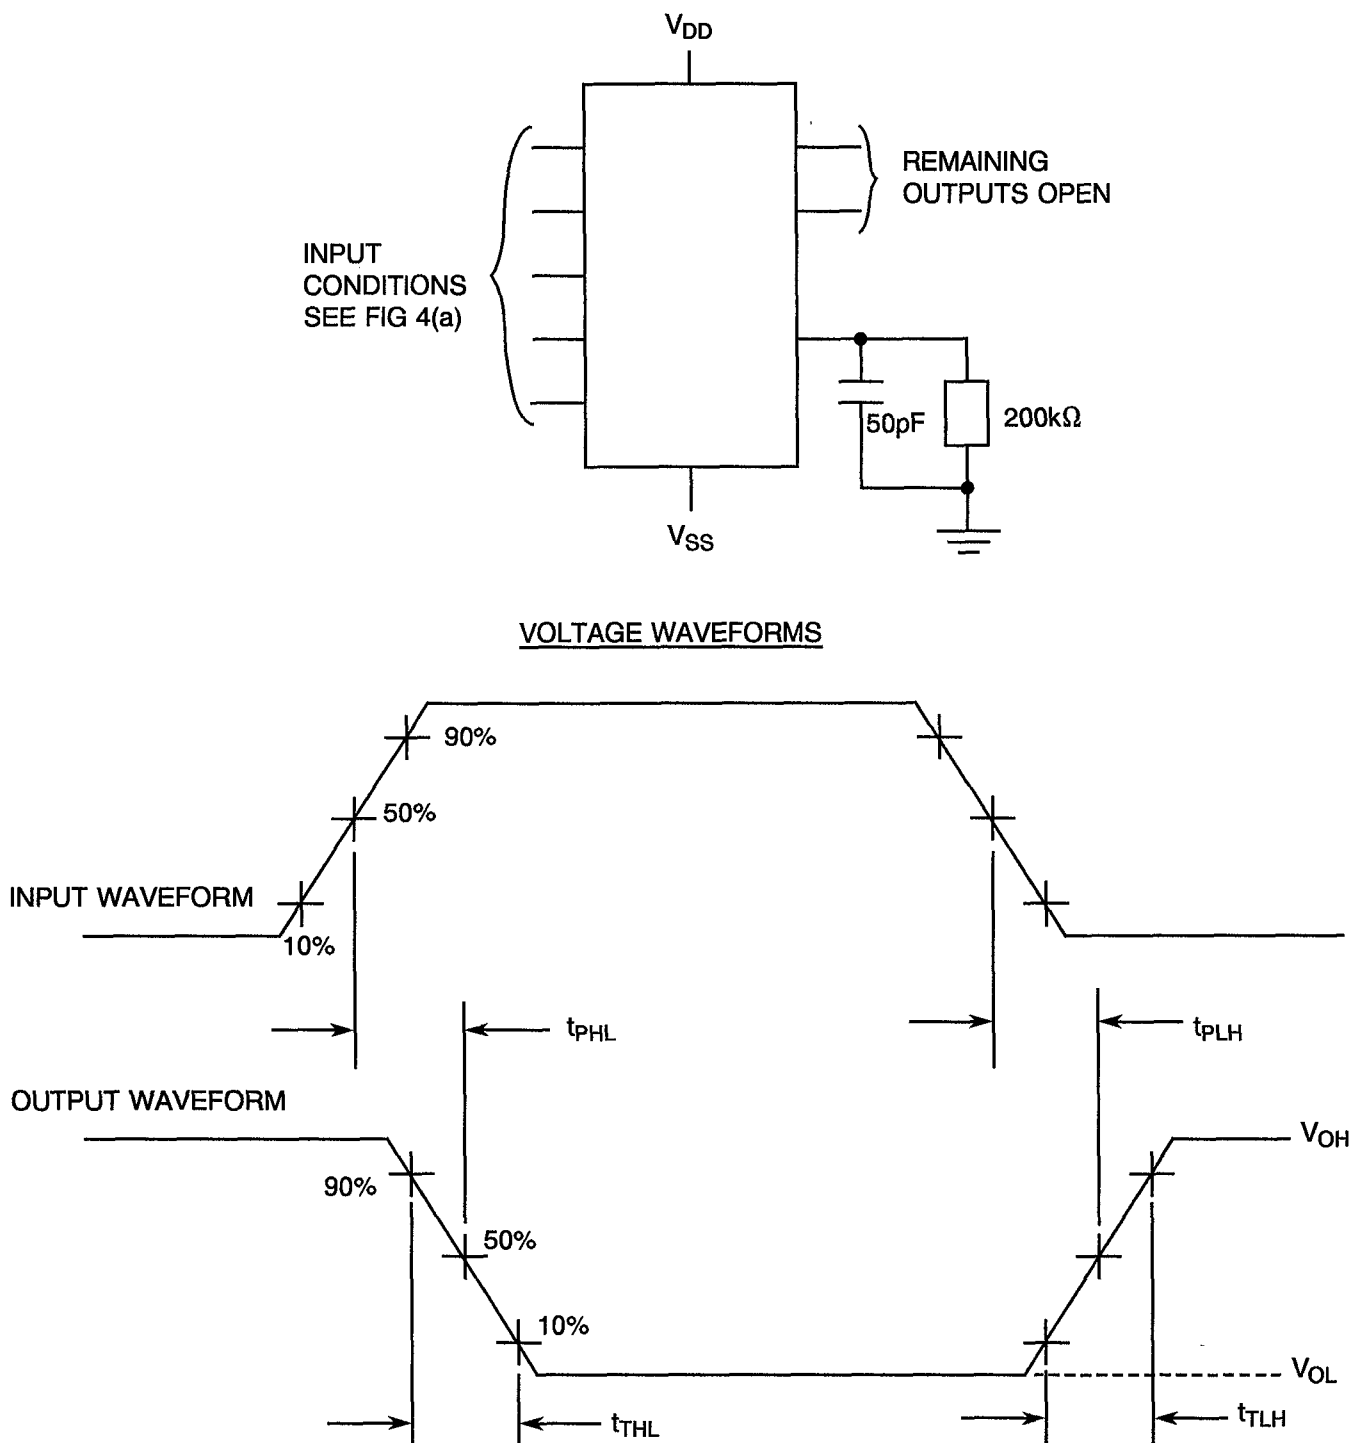 VDD
REMAINING
OUTPUTS OPEN
INPUT
CONDITIONS
SEE FIG 4(a)
50pF
200kΩ
VSS
VOLTAGE WAVEFORMS
90%
50%
INPUT WAVEFORM
10%
tPHL
tPLH
OUTPUT WAVEFORM
VOH
90%
50%
10%
VOL
tTHL
tTLH